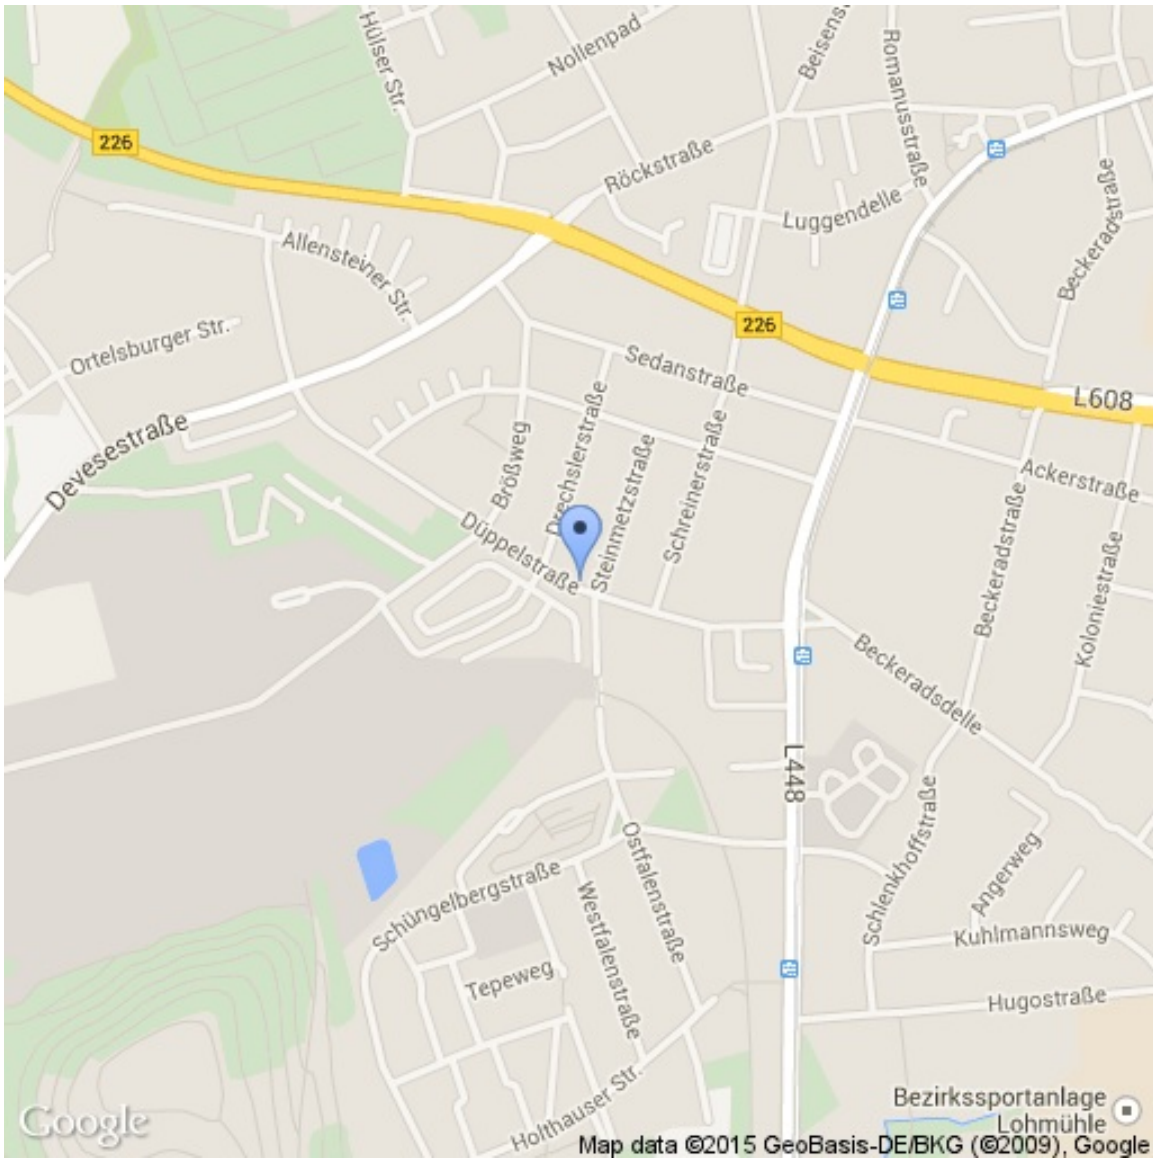 Hülser Str.
Nollenpad
Beisenst
Romanusstraße
226
Röckstraße
Beckeradstraße
Luggendelle
Allensteiner Str.
Ortelsburger Str.
226
Sedanstraße
L608
Devesestraße
Brößweg
Drechslerstraße
Steinmetzstraße
Schreinerstraße
Ackerstraße
Düppelstraße
Beckeradstraße
Koloniestraße
Beckeradsdelle
L448
Ostfalenstraße
Schüngelbergstraße
Westfalenstraße
Schlenkhoffstraße
Angerweg
Kuhlmannsweg
Tepeweg
Hugostraße
Holthauser Str.
Bezirkssportanlage
Lohmühle
Google
Map data ©2015 GeoBasis-DE/BKG (©2009), Google